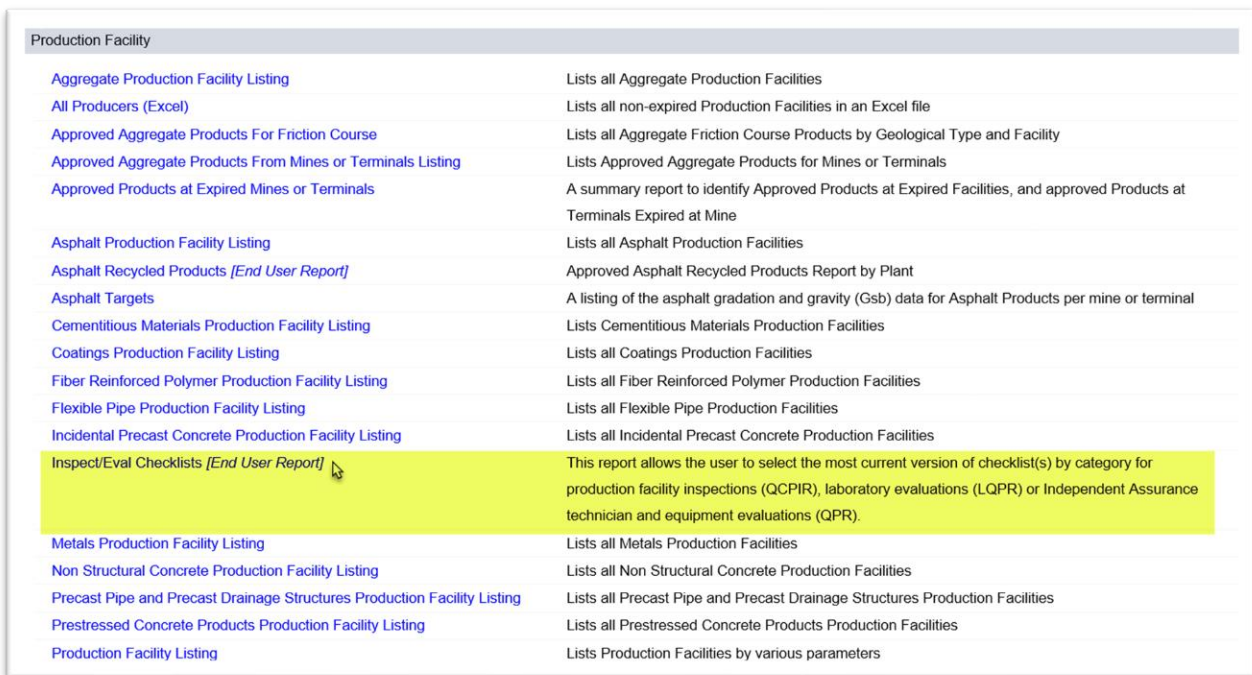 Production Facility
Aggregate Production Facility Listing Lists all Aggregate Production Facilities
All Producers (Excel) Lists all non-expired Production Facilities in an Excel file
Approved Aggregate Products For Friction Course Lists all Aggregate Friction Course Products by Geological Type and Facility
Approved Aggregate Products From Mines or Terminals Listing Lists Approved Aggregate Products for Mines or Terminals
Approved Products at Expired Mines or Terminals A summary report to identify Approved Products at Expired Facilities, and approved Products at
Terminals Expired at Mine
Asphalt Production Facility Listing Lists all Asphalt Production Facilities
Asphalt Recycled Products [End User Report] Approved Asphalt Recycled Products Report by Plant
Asphalt Targets A listing of the asphalt gradation and gravity (Gsb) data for Asphalt Products per mine or terminal
Cementitious Materials Production Facility Listing Lists Cementitious Materials Production Facilities
Coatings Production Facility Listing Lists all Coatings Production Facilities
Fiber Reinforced Polymer Production Facility Listing Lists all Fiber Reinforced Polymer Production Facilities
Flexible Pipe Production Facility Listing Lists all Flexible Pipe Production Facilities
Incidental Precast Concrete Production Facility Listing Lists all Incidental Precast Concrete Production Facilities
Inspect/Eval Checklists [End User Report] This report allows the user to select the most current version of checklist(s) by category for
production facility inspections (QCPIR), laboratory evaluations (LQPR) or Independent Assurance
technician and equipment evaluations (QPR).
Metals Production Facility Listing Lists all Metals Production Facilities
Non Structural Concrete Production Facility Listing Lists all Non Structural Concrete Production Facilities
Precast Pipe and Precast Drainage Structures Production Facility Listing Lists all Precast Pipe and Precast Drainage Structures Production Facilities
Prestressed Concrete Products Production Facility Listing Lists all Prestressed Concrete Products Production Facilities
Production Facility Listing Lists Production Facilities by various parameters